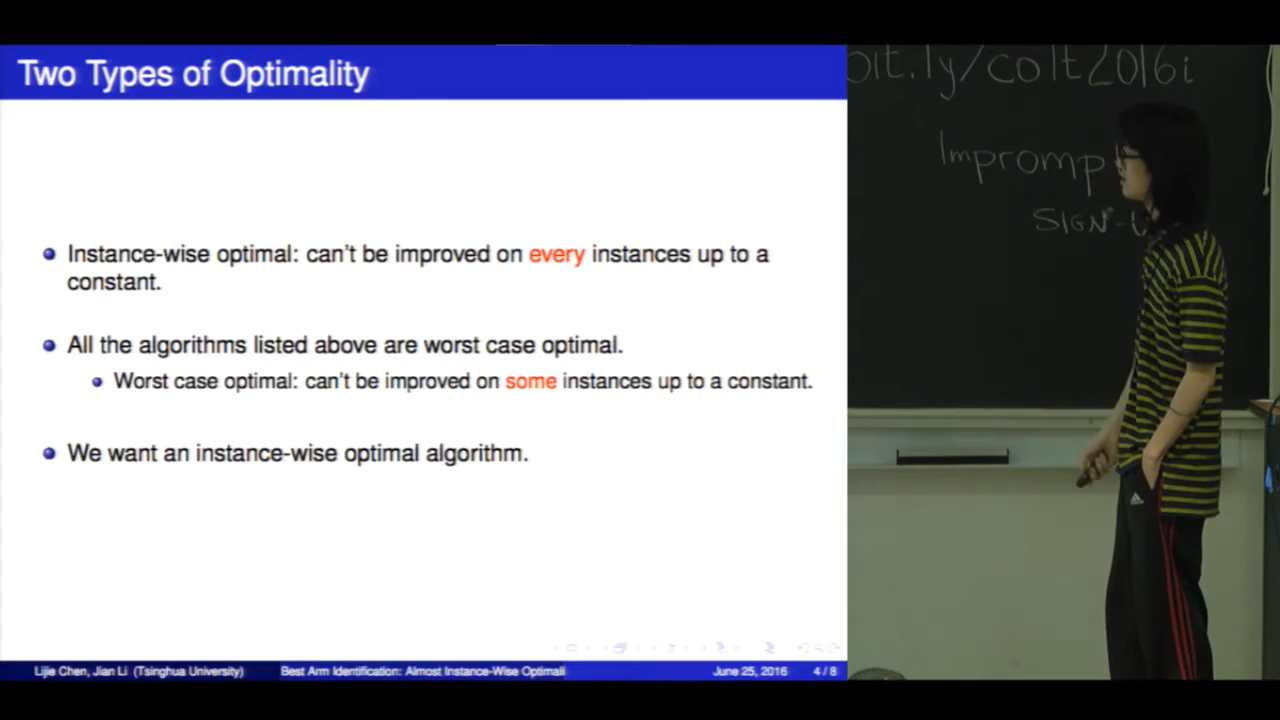 Two Types of Optimality
Instance-wise optimal: can't be improved on every instances up to a
constant.
All the algorithms listed above are worst case optimal.
Worst case optimal: can't be improved on some instances up to a constant.
We want an instance-wise optimal algorithm.
Lijie Chen, Jian Li (Tsinghua University) Best Arm Identification: Almost Instance-Wise Optimali June 25, 2016 4 / 8
bit.ly/colt2016i
Impromp
SIGN-U